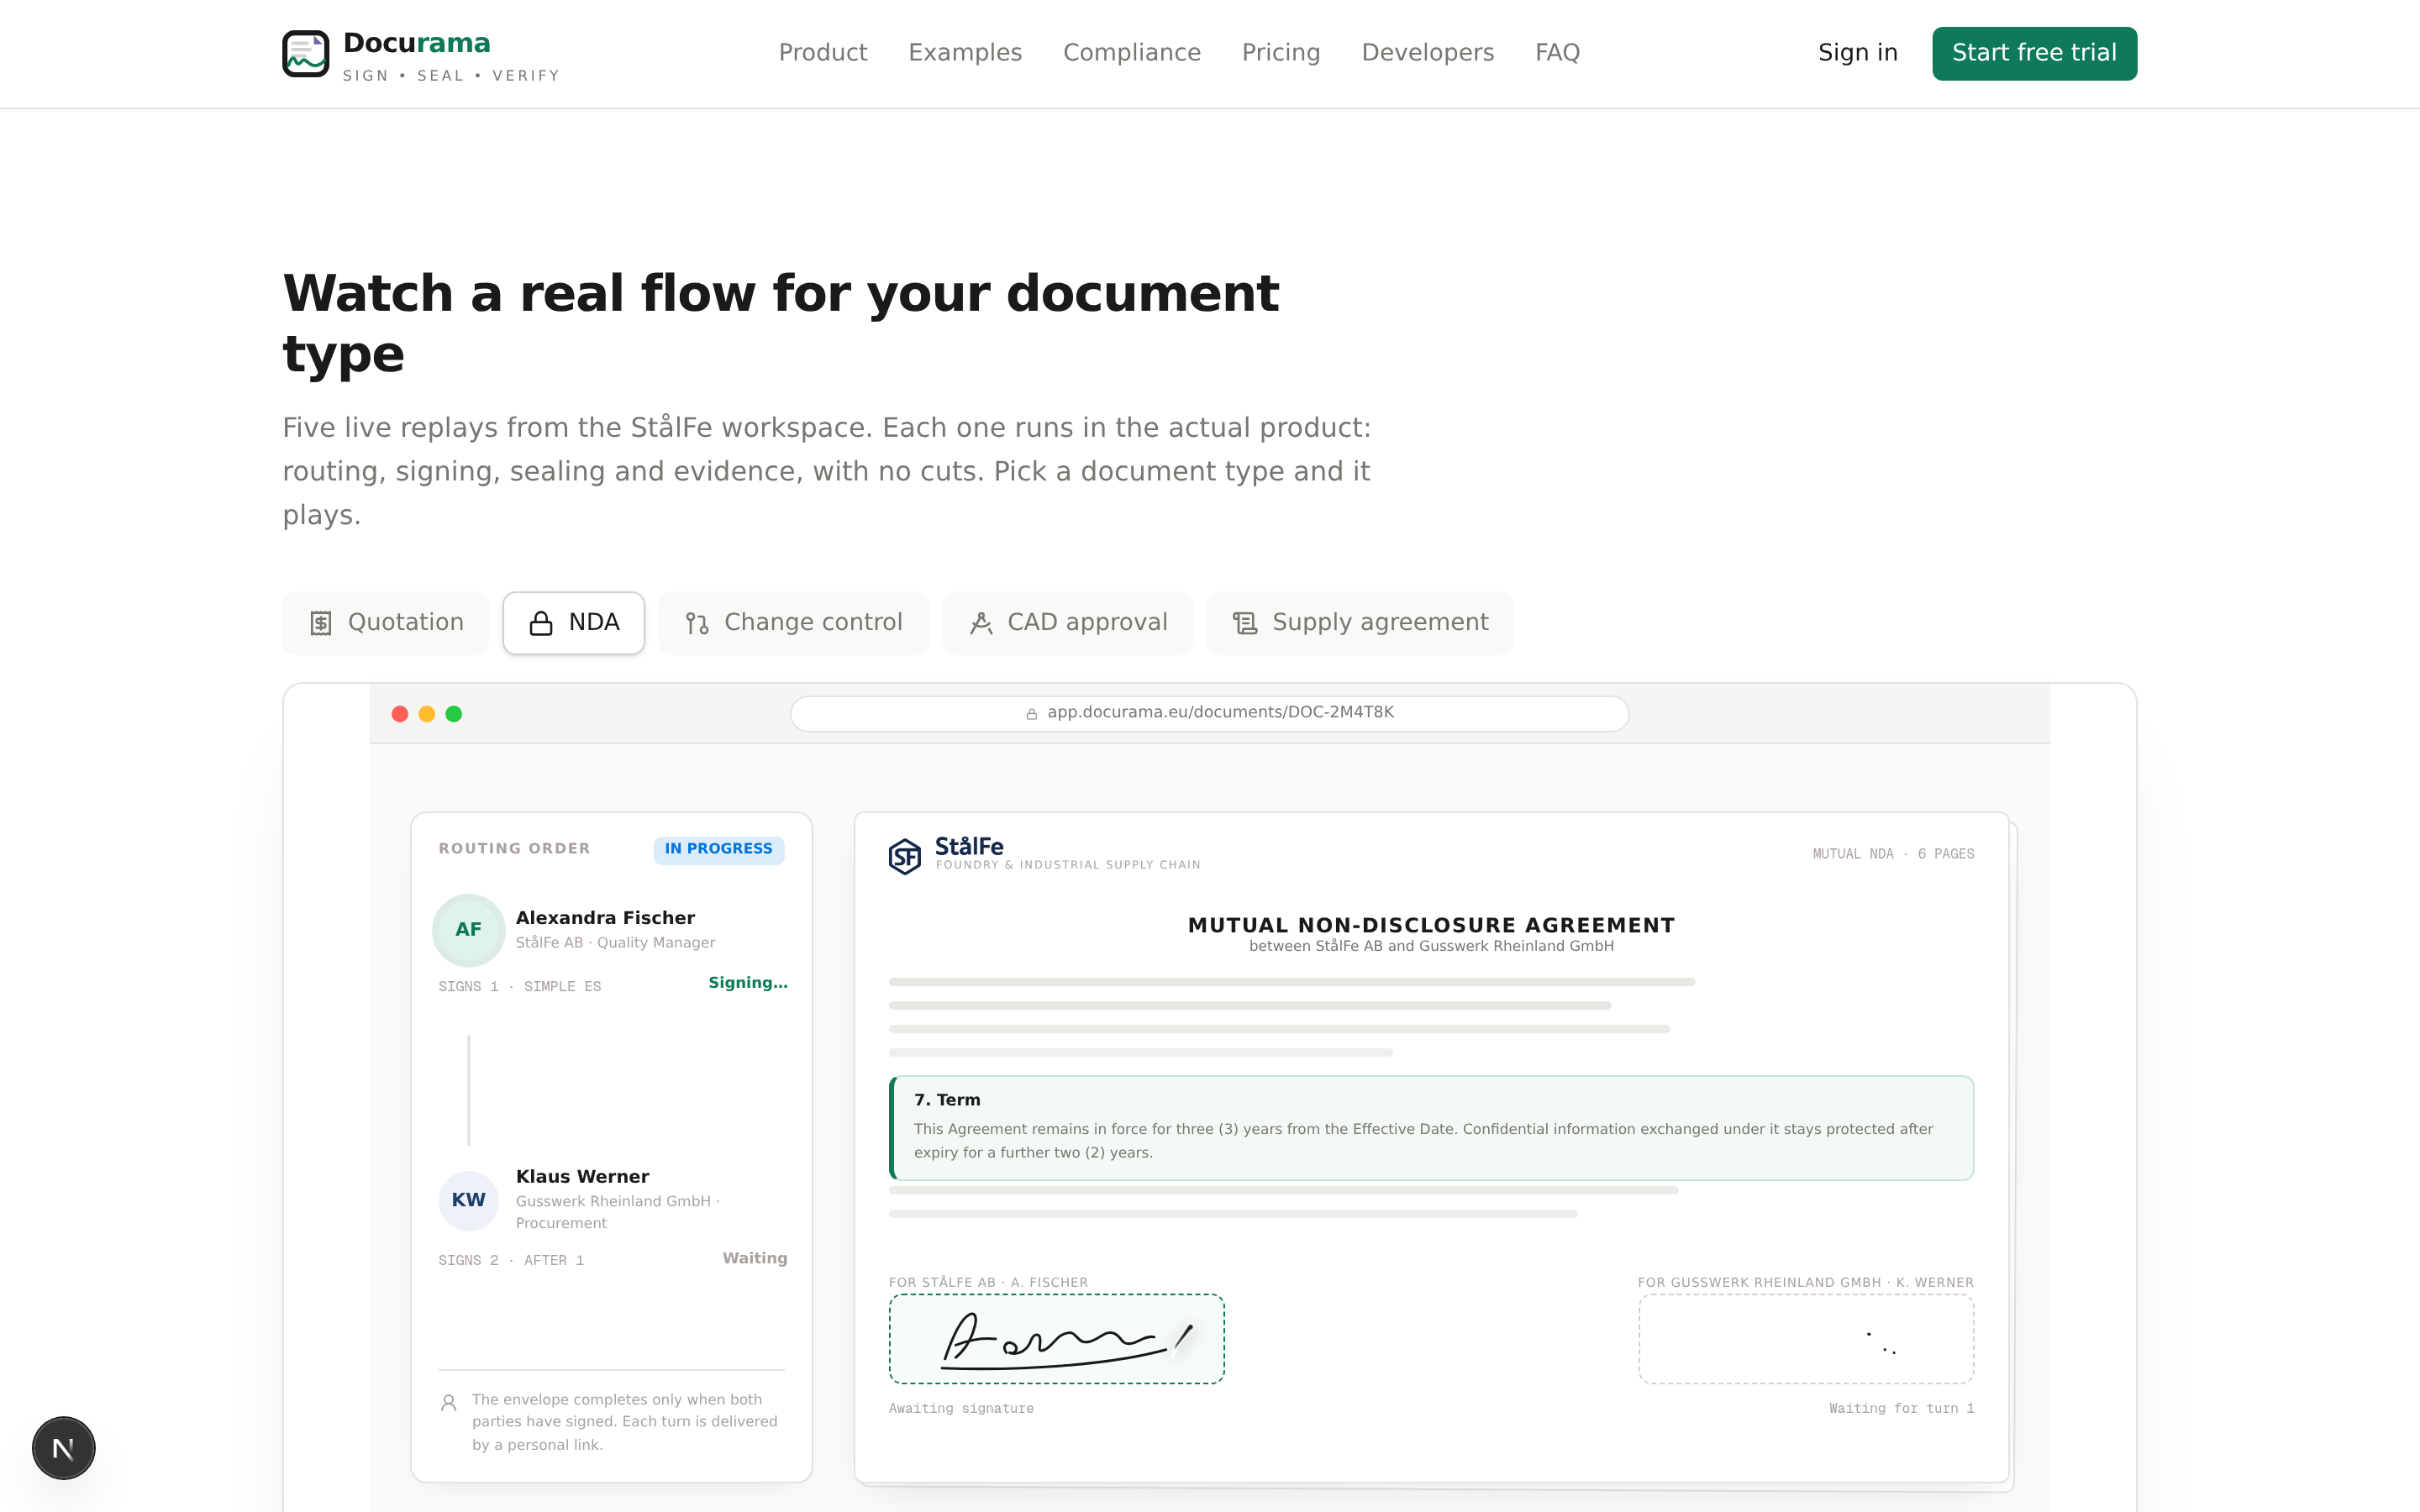 Docurama
SIGN • SEAL • VERIFY
Product
Examples
Compliance
Pricing
Developers
FAQ
Sign in
Start free trial
Watch a real flow for your document
type
Five live replays from the StålFe workspace. Each one runs in the actual product:
routing, signing, sealing and evidence, with no cuts. Pick a document type and it
plays.
Quotation
NDA
Change control
CAD approval
Supply agreement
app.docurama.eu/documents/DOC-2M4T8K
ROUTING ORDER
IN PROGRESS
AF
Alexandra Fischer
StålFe AB · Quality Manager
SIGNS 1 · SIMPLE ES
Signing…
KW
Klaus Werner
Gusswerk Rheinland GmbH ·
Procurement
SIGNS 2 · AFTER 1
Waiting
The envelope completes only when both
parties have signed. Each turn is delivered
by a personal link.
SF
StålFe
FOUNDRY & INDUSTRIAL SUPPLY CHAIN
MUTUAL NDA · 6 PAGES
MUTUAL NON-DISCLOSURE AGREEMENT
between StålFe AB and Gusswerk Rheinland GmbH
7. Term
This Agreement remains in force for three (3) years from the Effective Date. Confidential information exchanged under it stays protected after
expiry for a further two (2) years.
FOR STÅLFE AB · A. FISCHER
Awaiting signature
FOR GUSSWERK RHEINLAND GMBH · K. WERNER
Waiting for turn 1
N